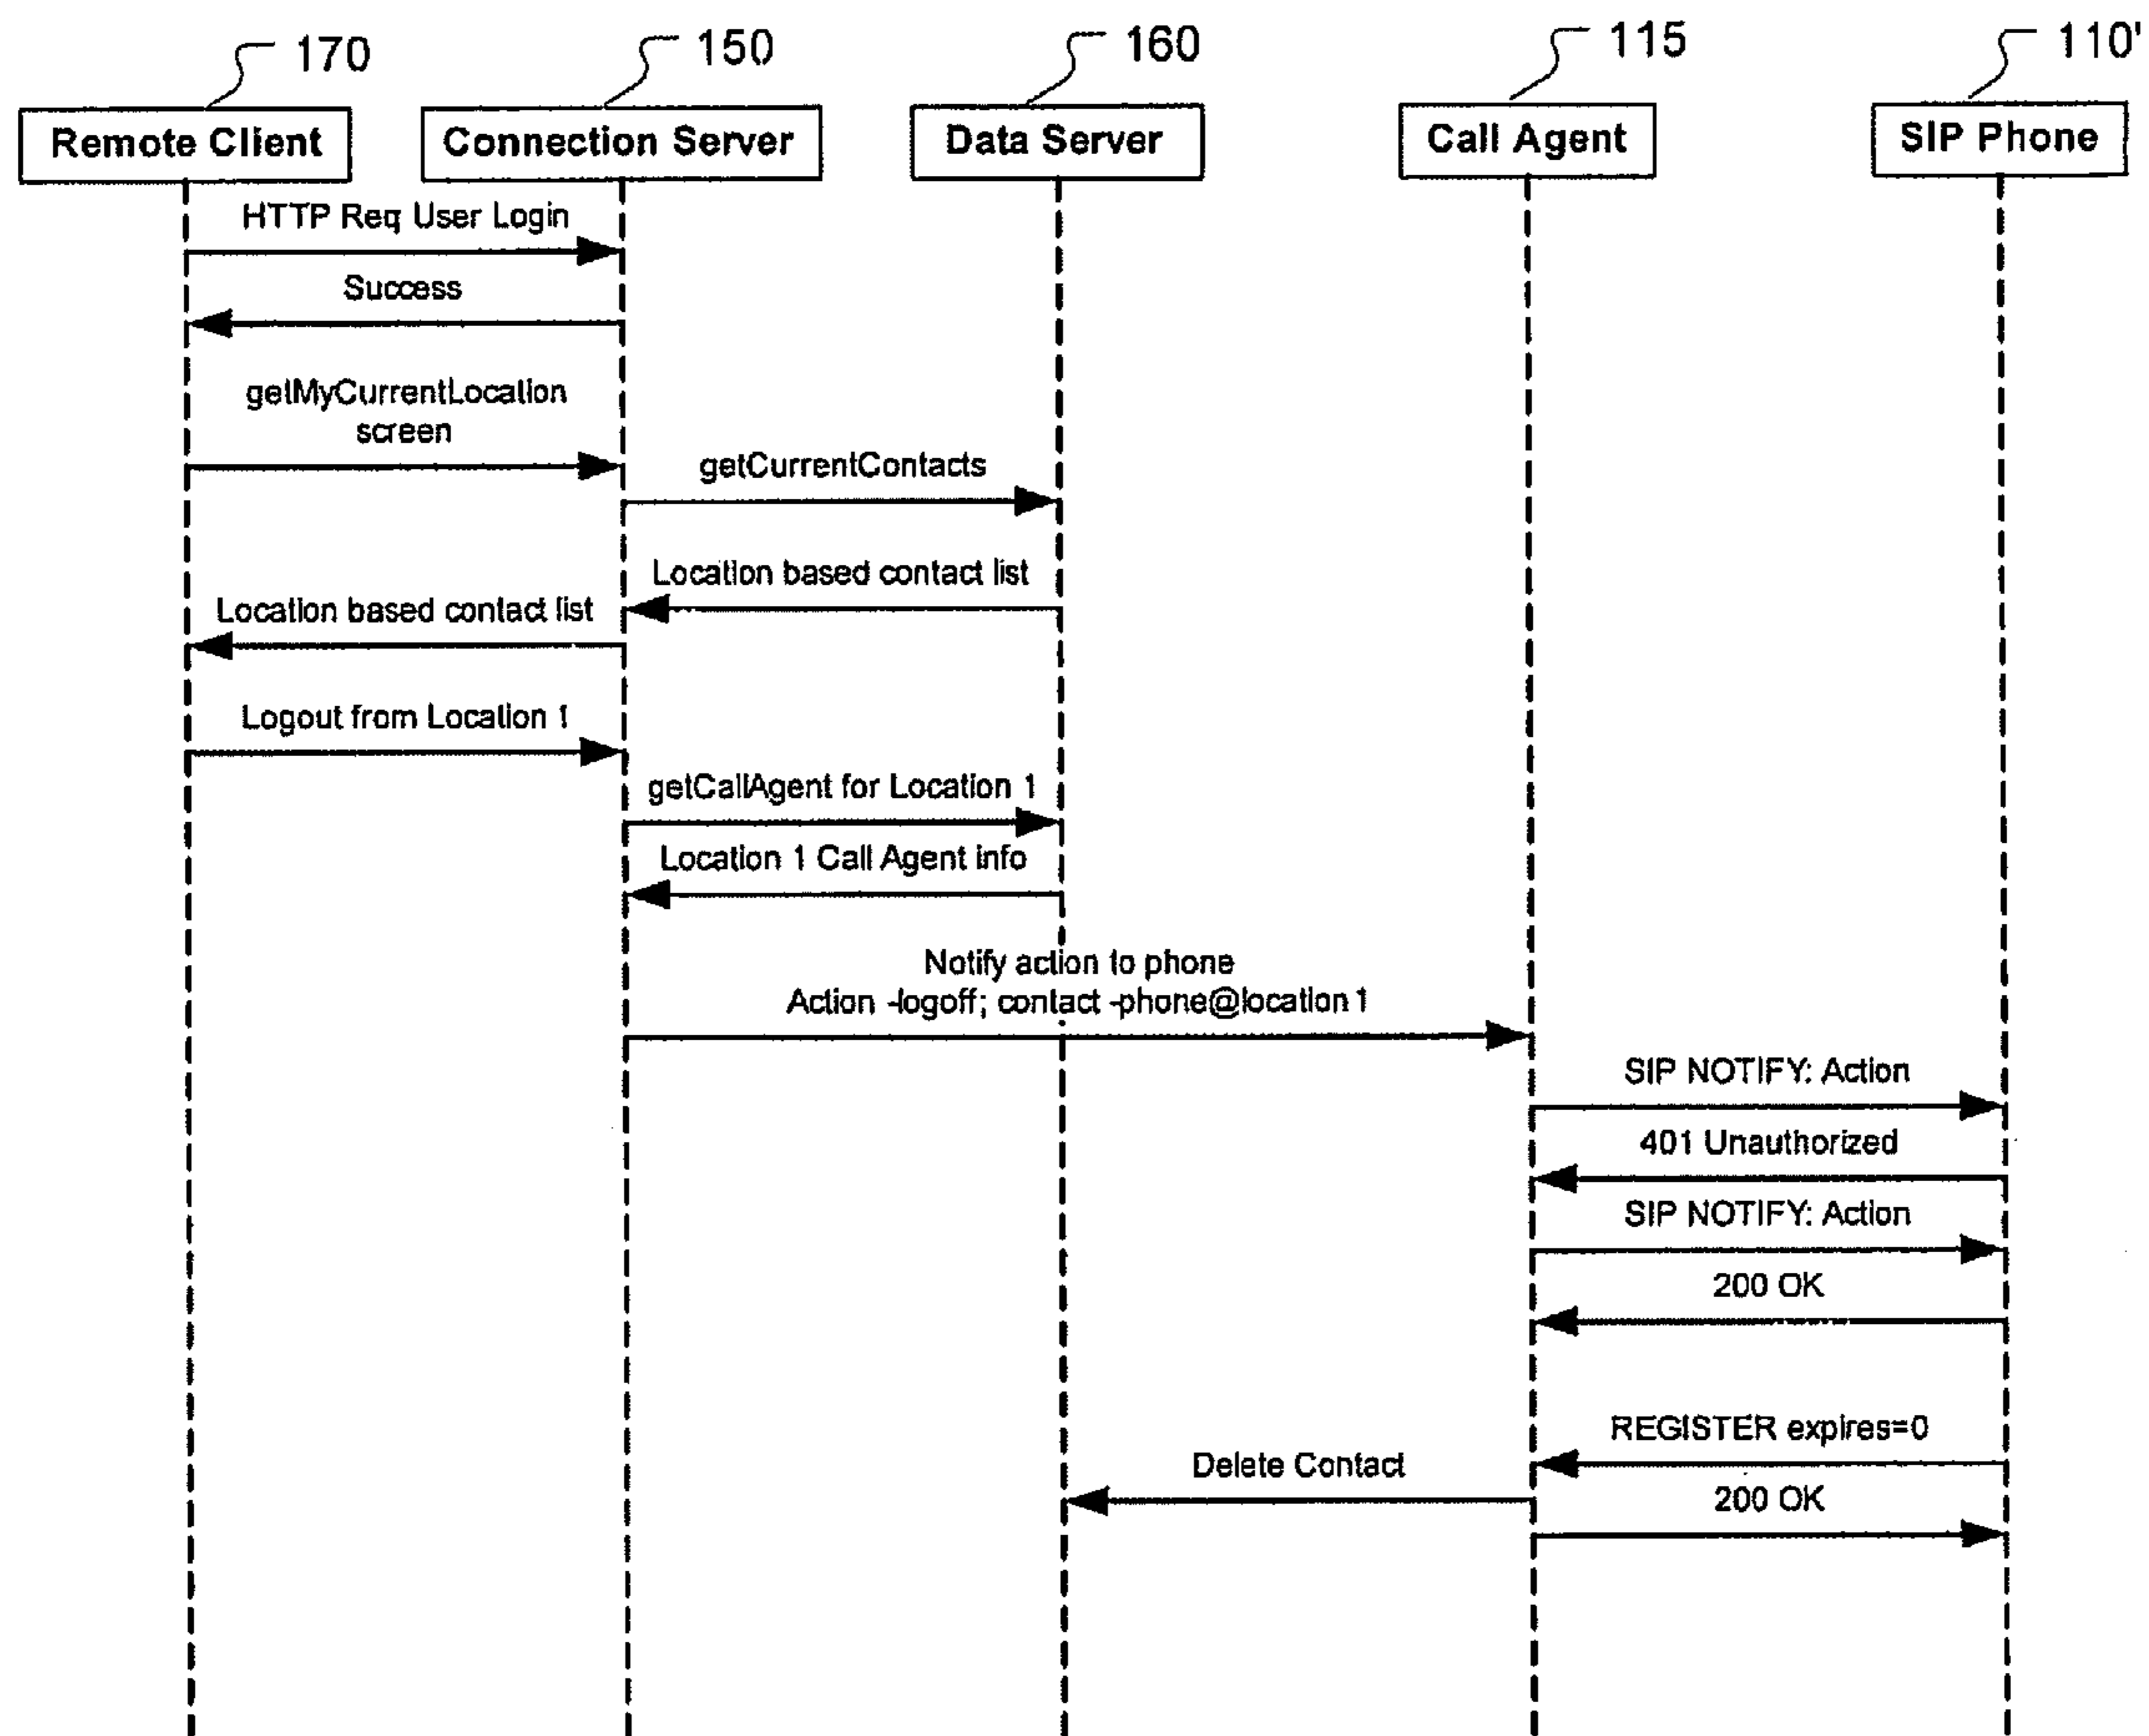 170
150
160
115
110'
Remote Client
Connection Server
Data Server
Call Agent
SIP Phone
HTTP Req User Login
Success
getMyCurrentLocation
screen
getCurrentContacts
Location based contact list
Location based contact list
Logout from Location 1
getCallAgent for Location 1
Location 1 Call Agent info
Notify action to phone
Action -logoff; contact -phone@location1
SIP NOTIFY: Action
401 Unauthorized
SIP NOTIFY: Action
200 OK
REGISTER expires=0
Delete Contact
200 OK